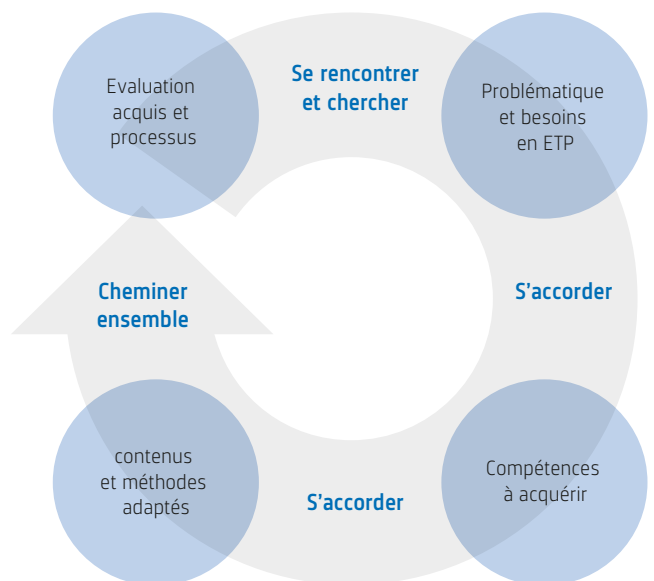 Evaluation
acquis et
processus
Se rencontrer
et chercher
Problématique
et besoins
en ETP
Cheminer
ensemble
S'accorder
contenus
et méthodes
adaptés
S'accorder
Compétences
à acquérir